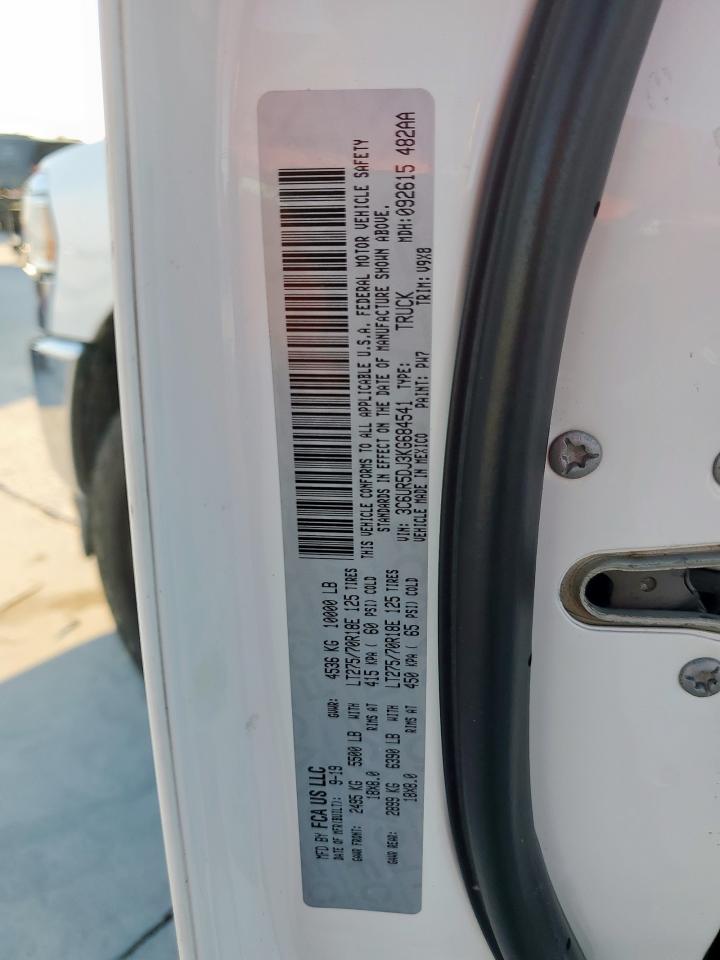 MFD BY FCA US LLC
DATE OF MFR(BUILT): 9-19 GVWR: 4536 KG 10000 LB
GAWR FRONT: 2495 KG 5500 LB WITH LT275/70R18E 125 TIRES
18X8.0 RIMS AT 415 KPA ( 60 PSI) COLD
GAWR REAR: 2899 KG 6390 LB WITH LT275/70R18E 125 TIRES
18X8.0 RIMS AT 450 KPA ( 65 PSI) COLD
THIS VEHICLE CONFORMS TO ALL APPLICABLE U.S.A. FEDERAL MOTOR VEHICLE SAFETY
STANDARDS IN EFFECT ON THE DATE OF MANUFACTURE SHOWN ABOVE.
VIN: 3C6UR5DJ3KG684541 TYPE: TRUCK MDH: 092615 482AA
VEHICLE MADE IN MEXICO PAINT: PW7 TRIM: V9X8